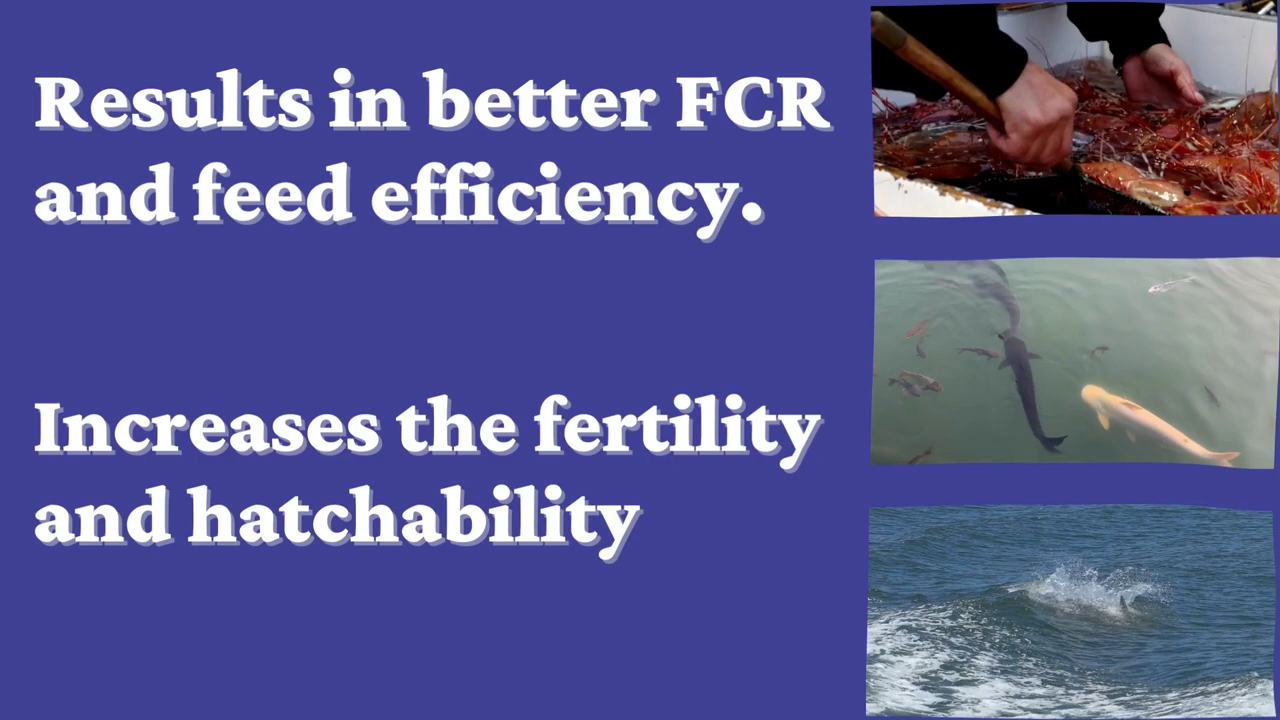 Results in better FCR
and feed efficiency.
Increases the fertility
and hatchability